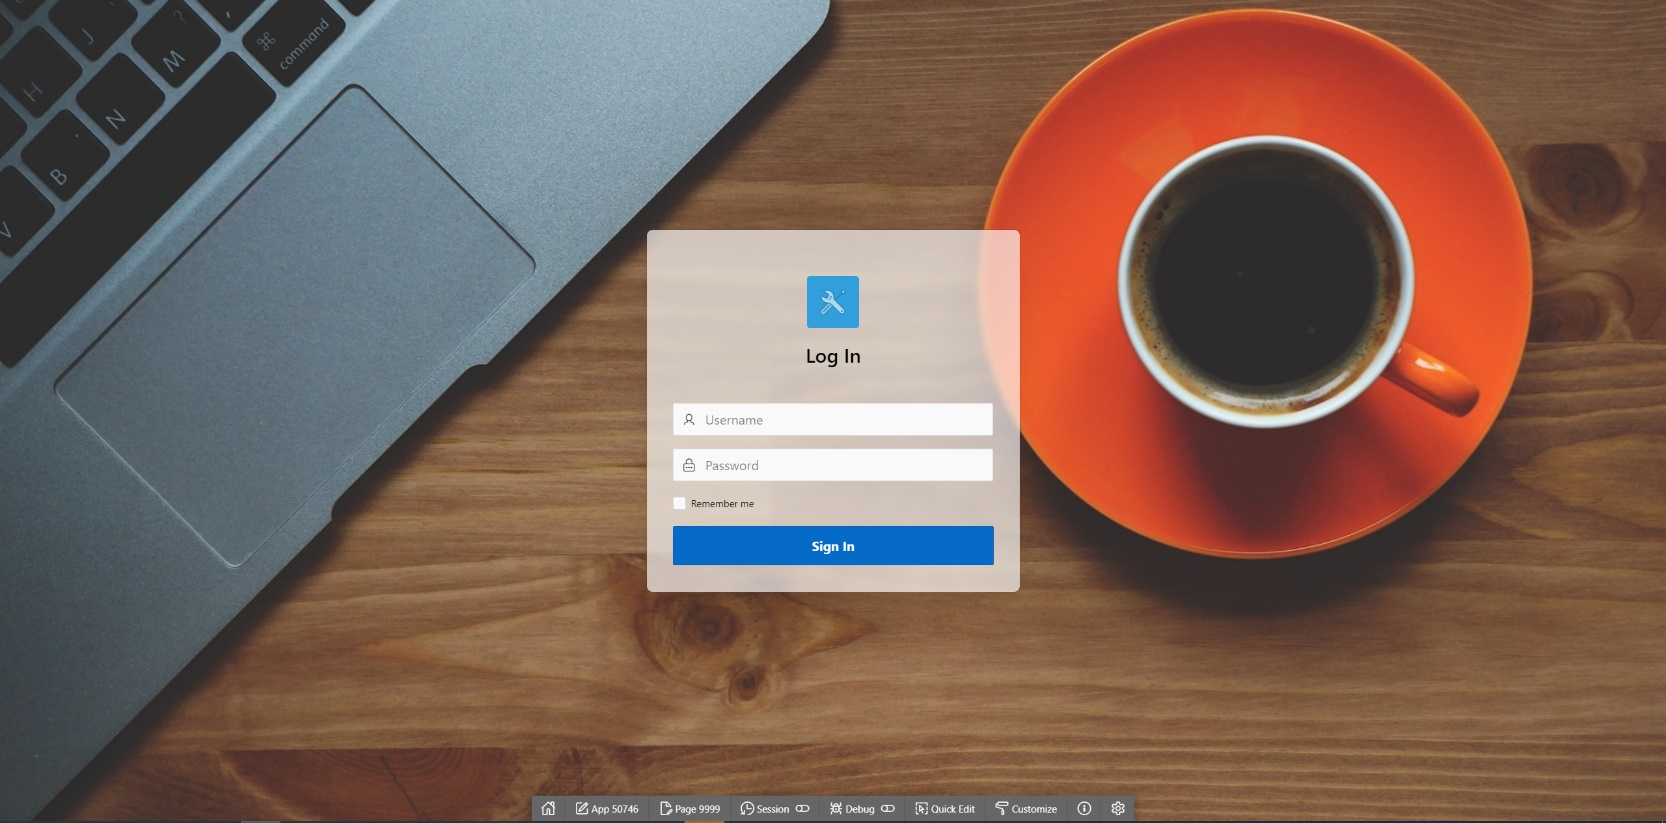 J
?
,
⌘
command
H
M
N
B
V
Log In
Username
Password
Remember me
Sign In
App 50746
Page 9999
Session
Debug
Quick Edit
Customize